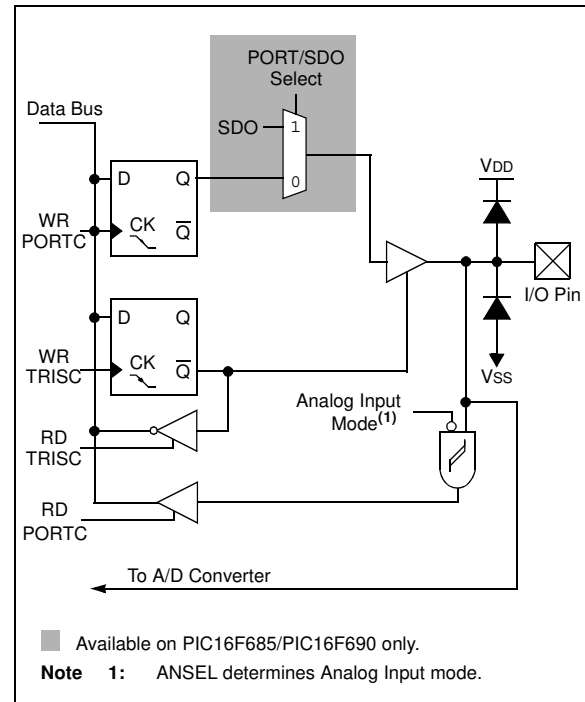 PORT/SDO
Select
Data Bus
SDO
1
0
VDD
D Q
WR
PORTC
CK
Q
I/O Pin
D Q
WR
TRISC
CK
Q
VSS
Analog Input
Mode(1)
RD
TRISC
RD
PORTC
To A/D Converter
Available on PIC16F685/PIC16F690 only.
Note 1: ANSEL determines Analog Input mode.